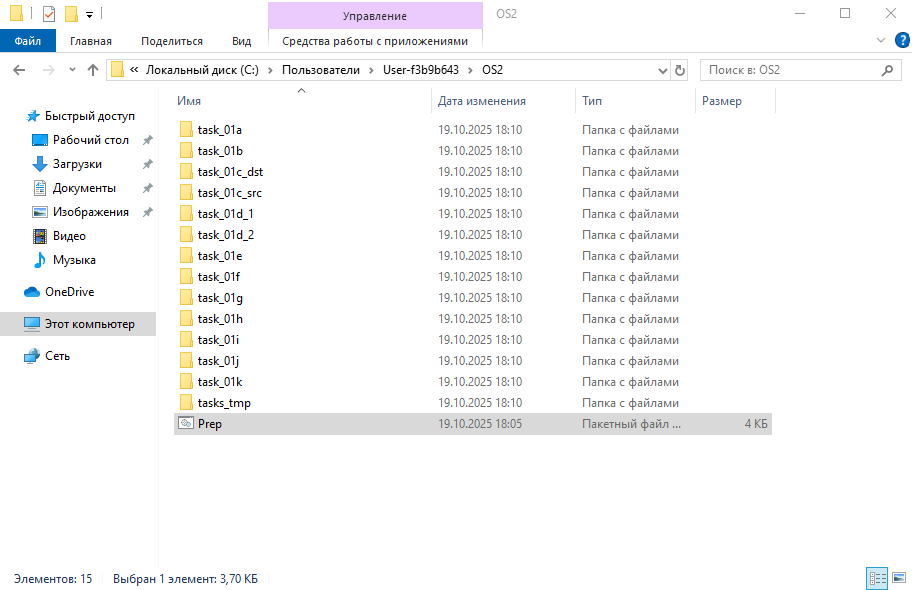 Управление
OS2
Файл Главная Поделиться Вид Средства работы с приложениями
« Локальный диск (C:) › Пользователи › User-f3b9b643 › OS2
Поиск в: OS2
Имя Дата изменения Тип Размер
Быстрый доступ
Рабочий стол
Загрузки
Документы
Изображения
Видео
Музыка
OneDrive
Этот компьютер
Сеть
task_01a 19.10.2025 18:10 Папка с файлами
task_01b 19.10.2025 18:10 Папка с файлами
task_01c_dst 19.10.2025 18:10 Папка с файлами
task_01c_src 19.10.2025 18:10 Папка с файлами
task_01d_1 19.10.2025 18:10 Папка с файлами
task_01d_2 19.10.2025 18:10 Папка с файлами
task_01e 19.10.2025 18:10 Папка с файлами
task_01f 19.10.2025 18:10 Папка с файлами
task_01g 19.10.2025 18:10 Папка с файлами
task_01h 19.10.2025 18:10 Папка с файлами
task_01i 19.10.2025 18:10 Папка с файлами
task_01j 19.10.2025 18:10 Папка с файлами
task_01k 19.10.2025 18:10 Папка с файлами
tasks_tmp 19.10.2025 18:10 Папка с файлами
Prep 19.10.2025 18:05 Пакетный файл ... 4 КБ
Элементов: 15 Выбран 1 элемент: 3,70 КБ